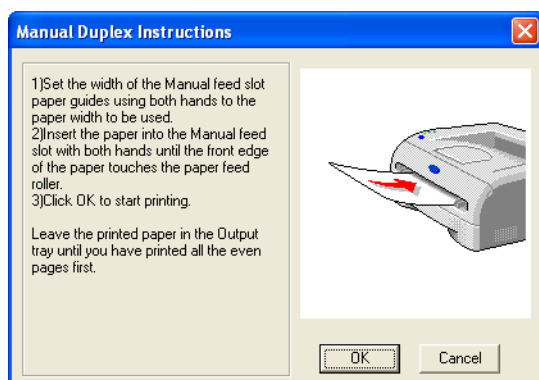 Manual Duplex Instructions
1)Set the width of the Manual feed slot
paper guides using both hands to the
paper width to be used.
2)Insert the paper into the Manual feed
slot with both hands until the front edge
of the paper touches the paper feed
roller.
3)Click OK to start printing.
Leave the printed paper in the Output
tray until you have printed all the even
pages first.
OK
Cancel